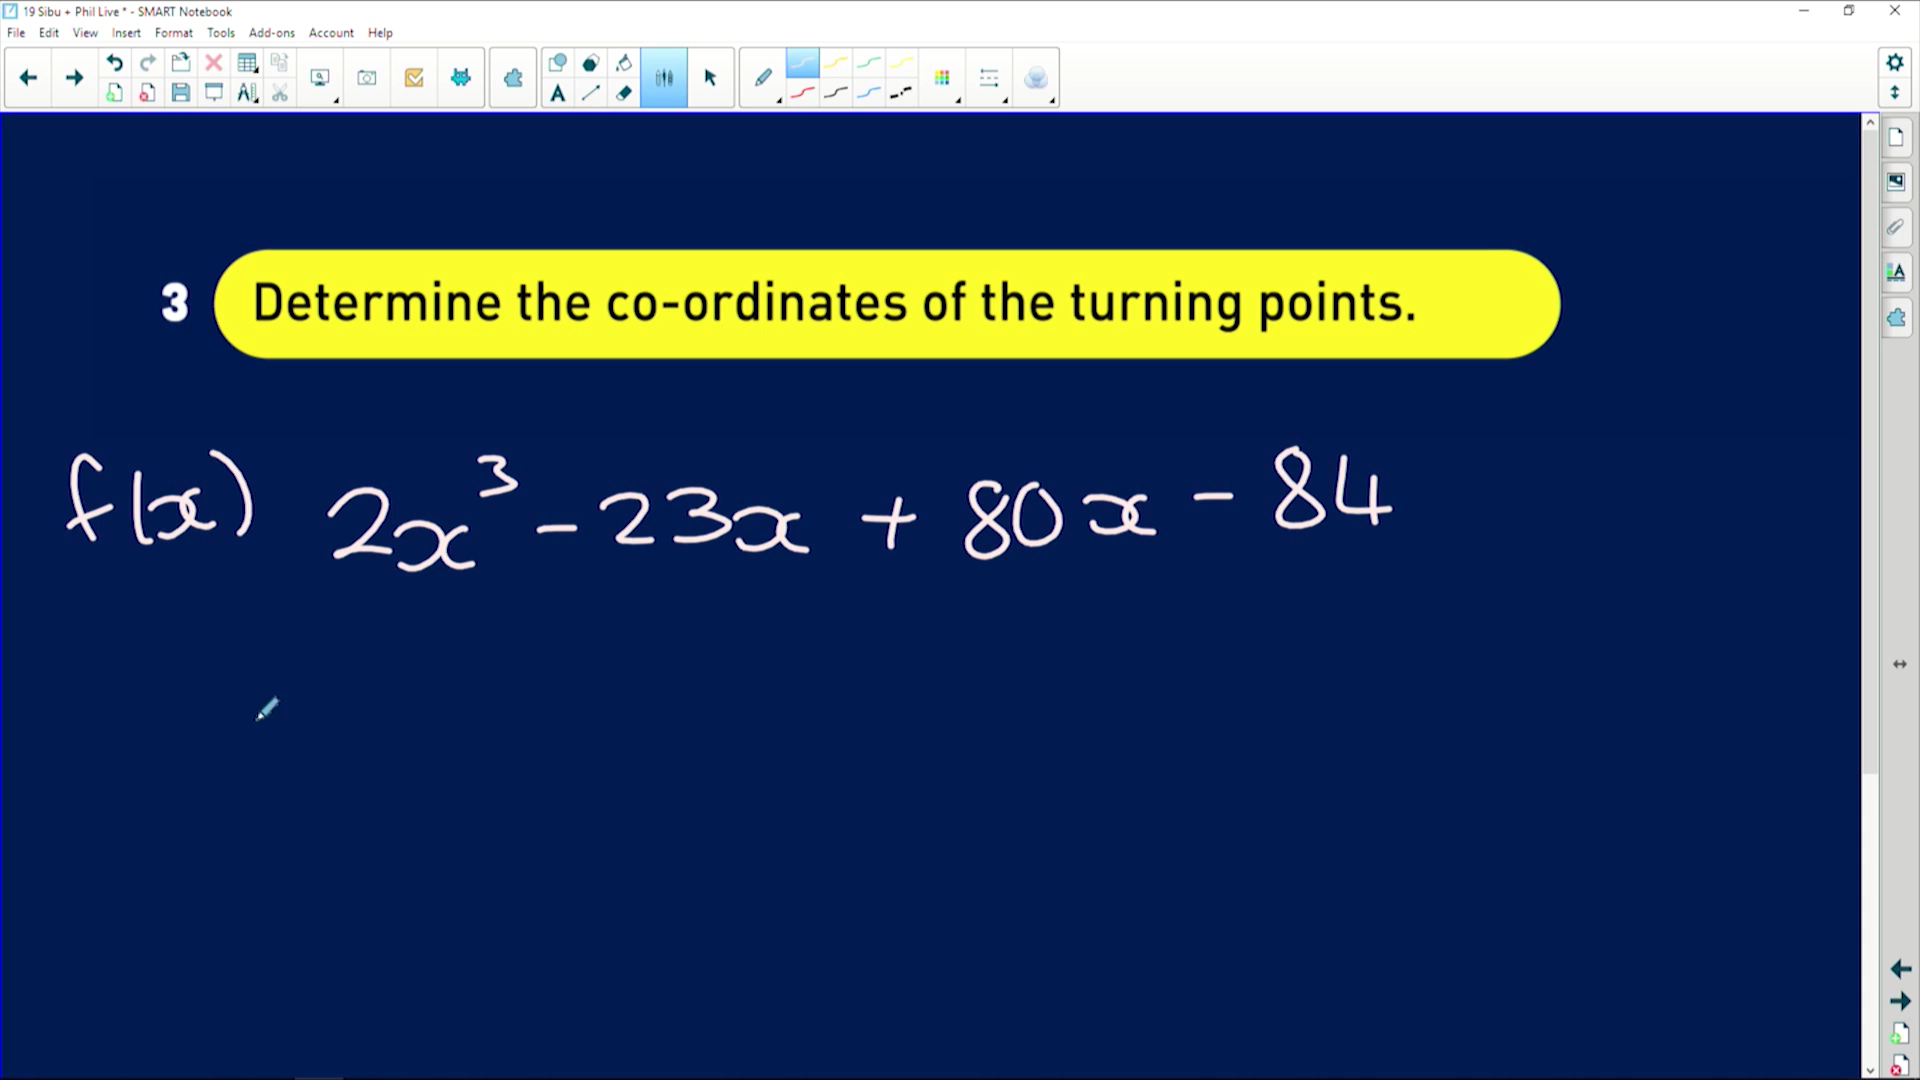 19 Sibu + Phil Live * - SMART Notebook
File Edit View Insert Format Tools Add-ons Account Help
3 Determine the co-ordinates of the turning points.
f(x) 2x³ - 23x + 80x - 84